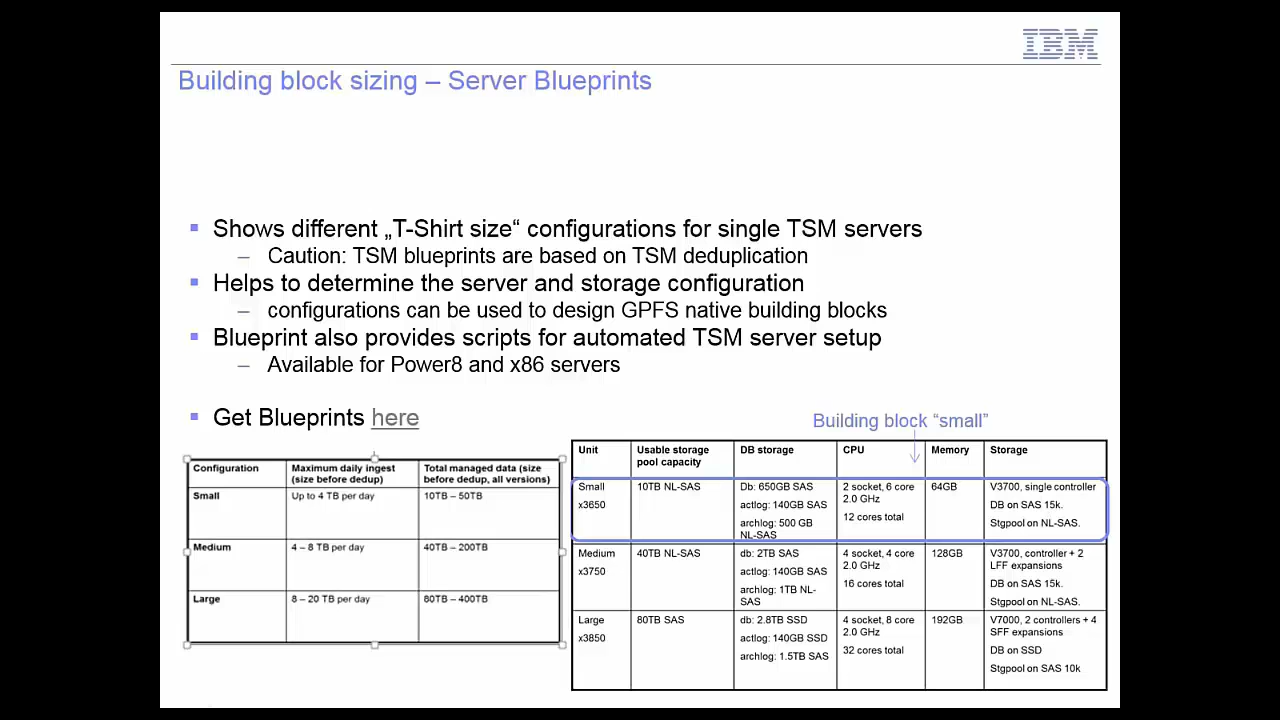 IBM
Building block sizing – Server Blueprints
Shows different „T-Shirt size“ configurations for single TSM servers
– Caution: TSM blueprints are based on TSM deduplication
Helps to determine the server and storage configuration
– configurations can be used to design GPFS native building blocks
Blueprint also provides scripts for automated TSM server setup
– Available for Power8 and x86 servers
Get Blueprints here
Configuration Maximum daily ingest (size before dedup) Total managed data (size before dedup, all versions)
Small Up to 4 TB per day 10TB – 50TB
Medium 4 – 8 TB per day 40TB – 200TB
Large 8 – 20 TB per day 80TB – 400TB
Building block “small”
Unit Usable storage pool capacity DB storage CPU Memory Storage
Small x3650 10TB NL-SAS Db: 650GB SAS actlog: 140GB SAS archlog: 500 GB NL-SAS 2 socket, 6 core 2.0 GHz 12 cores total 64GB V3700, single controller DB on SAS 15k. Stgpool on NL-SAS.
Medium x3750 40TB NL-SAS db: 2TB SAS actlog: 140GB SAS archlog: 1TB NL-SAS 4 socket, 4 core 2.0 GHz 16 cores total 128GB V3700, controller + 2 LFF expansions DB on SAS 15k. Stgpool on NL-SAS.
Large x3850 80TB SAS db: 2.8TB SSD actlog: 140GB SSD archlog: 1.5TB SAS 4 socket, 8 core 2.0 GHz 32 cores total 192GB V7000, 2 controllers + 4 SFF expansions DB on SSD Stgpool on SAS 10k